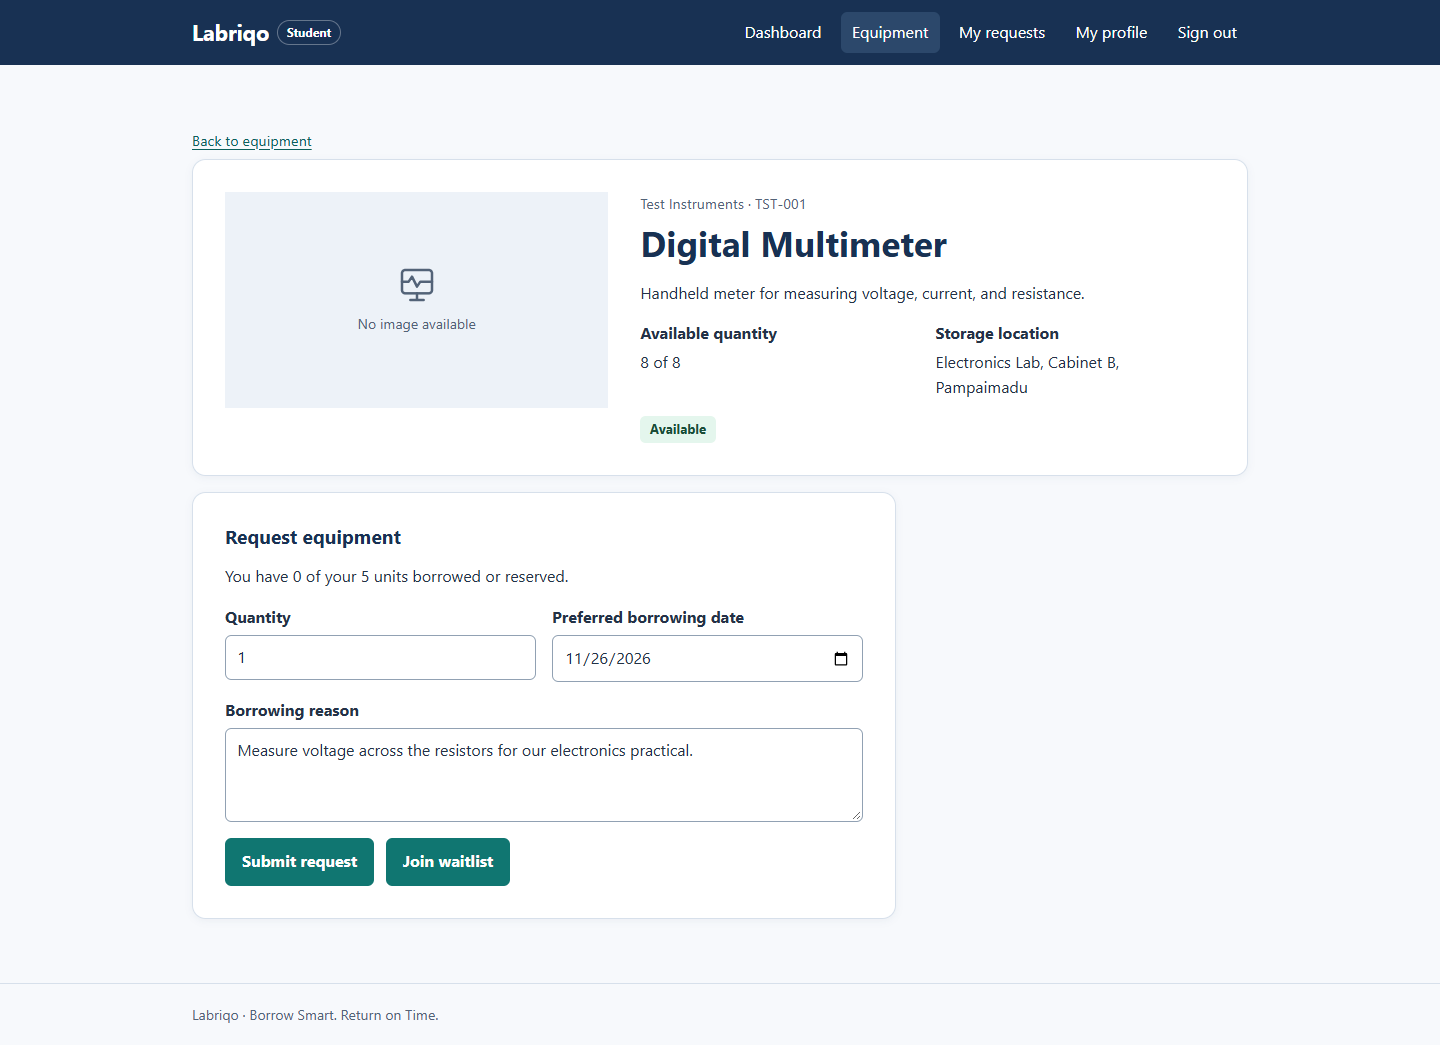 Labriqo Student Dashboard Equipment My requests My profile Sign out
Back to equipment
No image available
Test Instruments · TST-001
Digital Multimeter
Handheld meter for measuring voltage, current, and resistance.
Available quantity
8 of 8
Storage location
Electronics Lab, Cabinet B,
Pampaimadu
Available
Request equipment
You have 0 of your 5 units borrowed or reserved.
Quantity
1
Preferred borrowing date
11/26/2026
Borrowing reason
Measure voltage across the resistors for our electronics practical.
Submit request Join waitlist
Labriqo · Borrow Smart. Return on Time.